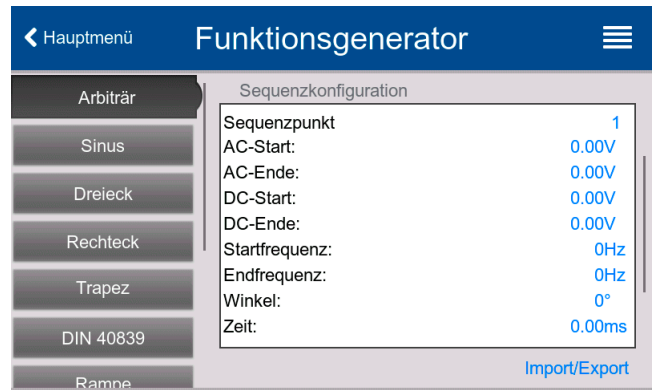 Hauptmenü
Funktionsgenerator
Arbiträr
Sinus
Dreieck
Rechteck
Trapez
DIN 40839
Rampe
Sequenzkonfiguration
Sequenzpunkt 1
AC-Start: 0.00V
AC-Ende: 0.00V
DC-Start: 0.00V
DC-Ende: 0.00V
Startfrequenz: 0Hz
Endfrequenz: 0Hz
Winkel: 0°
Zeit: 0.00ms
Import/Export